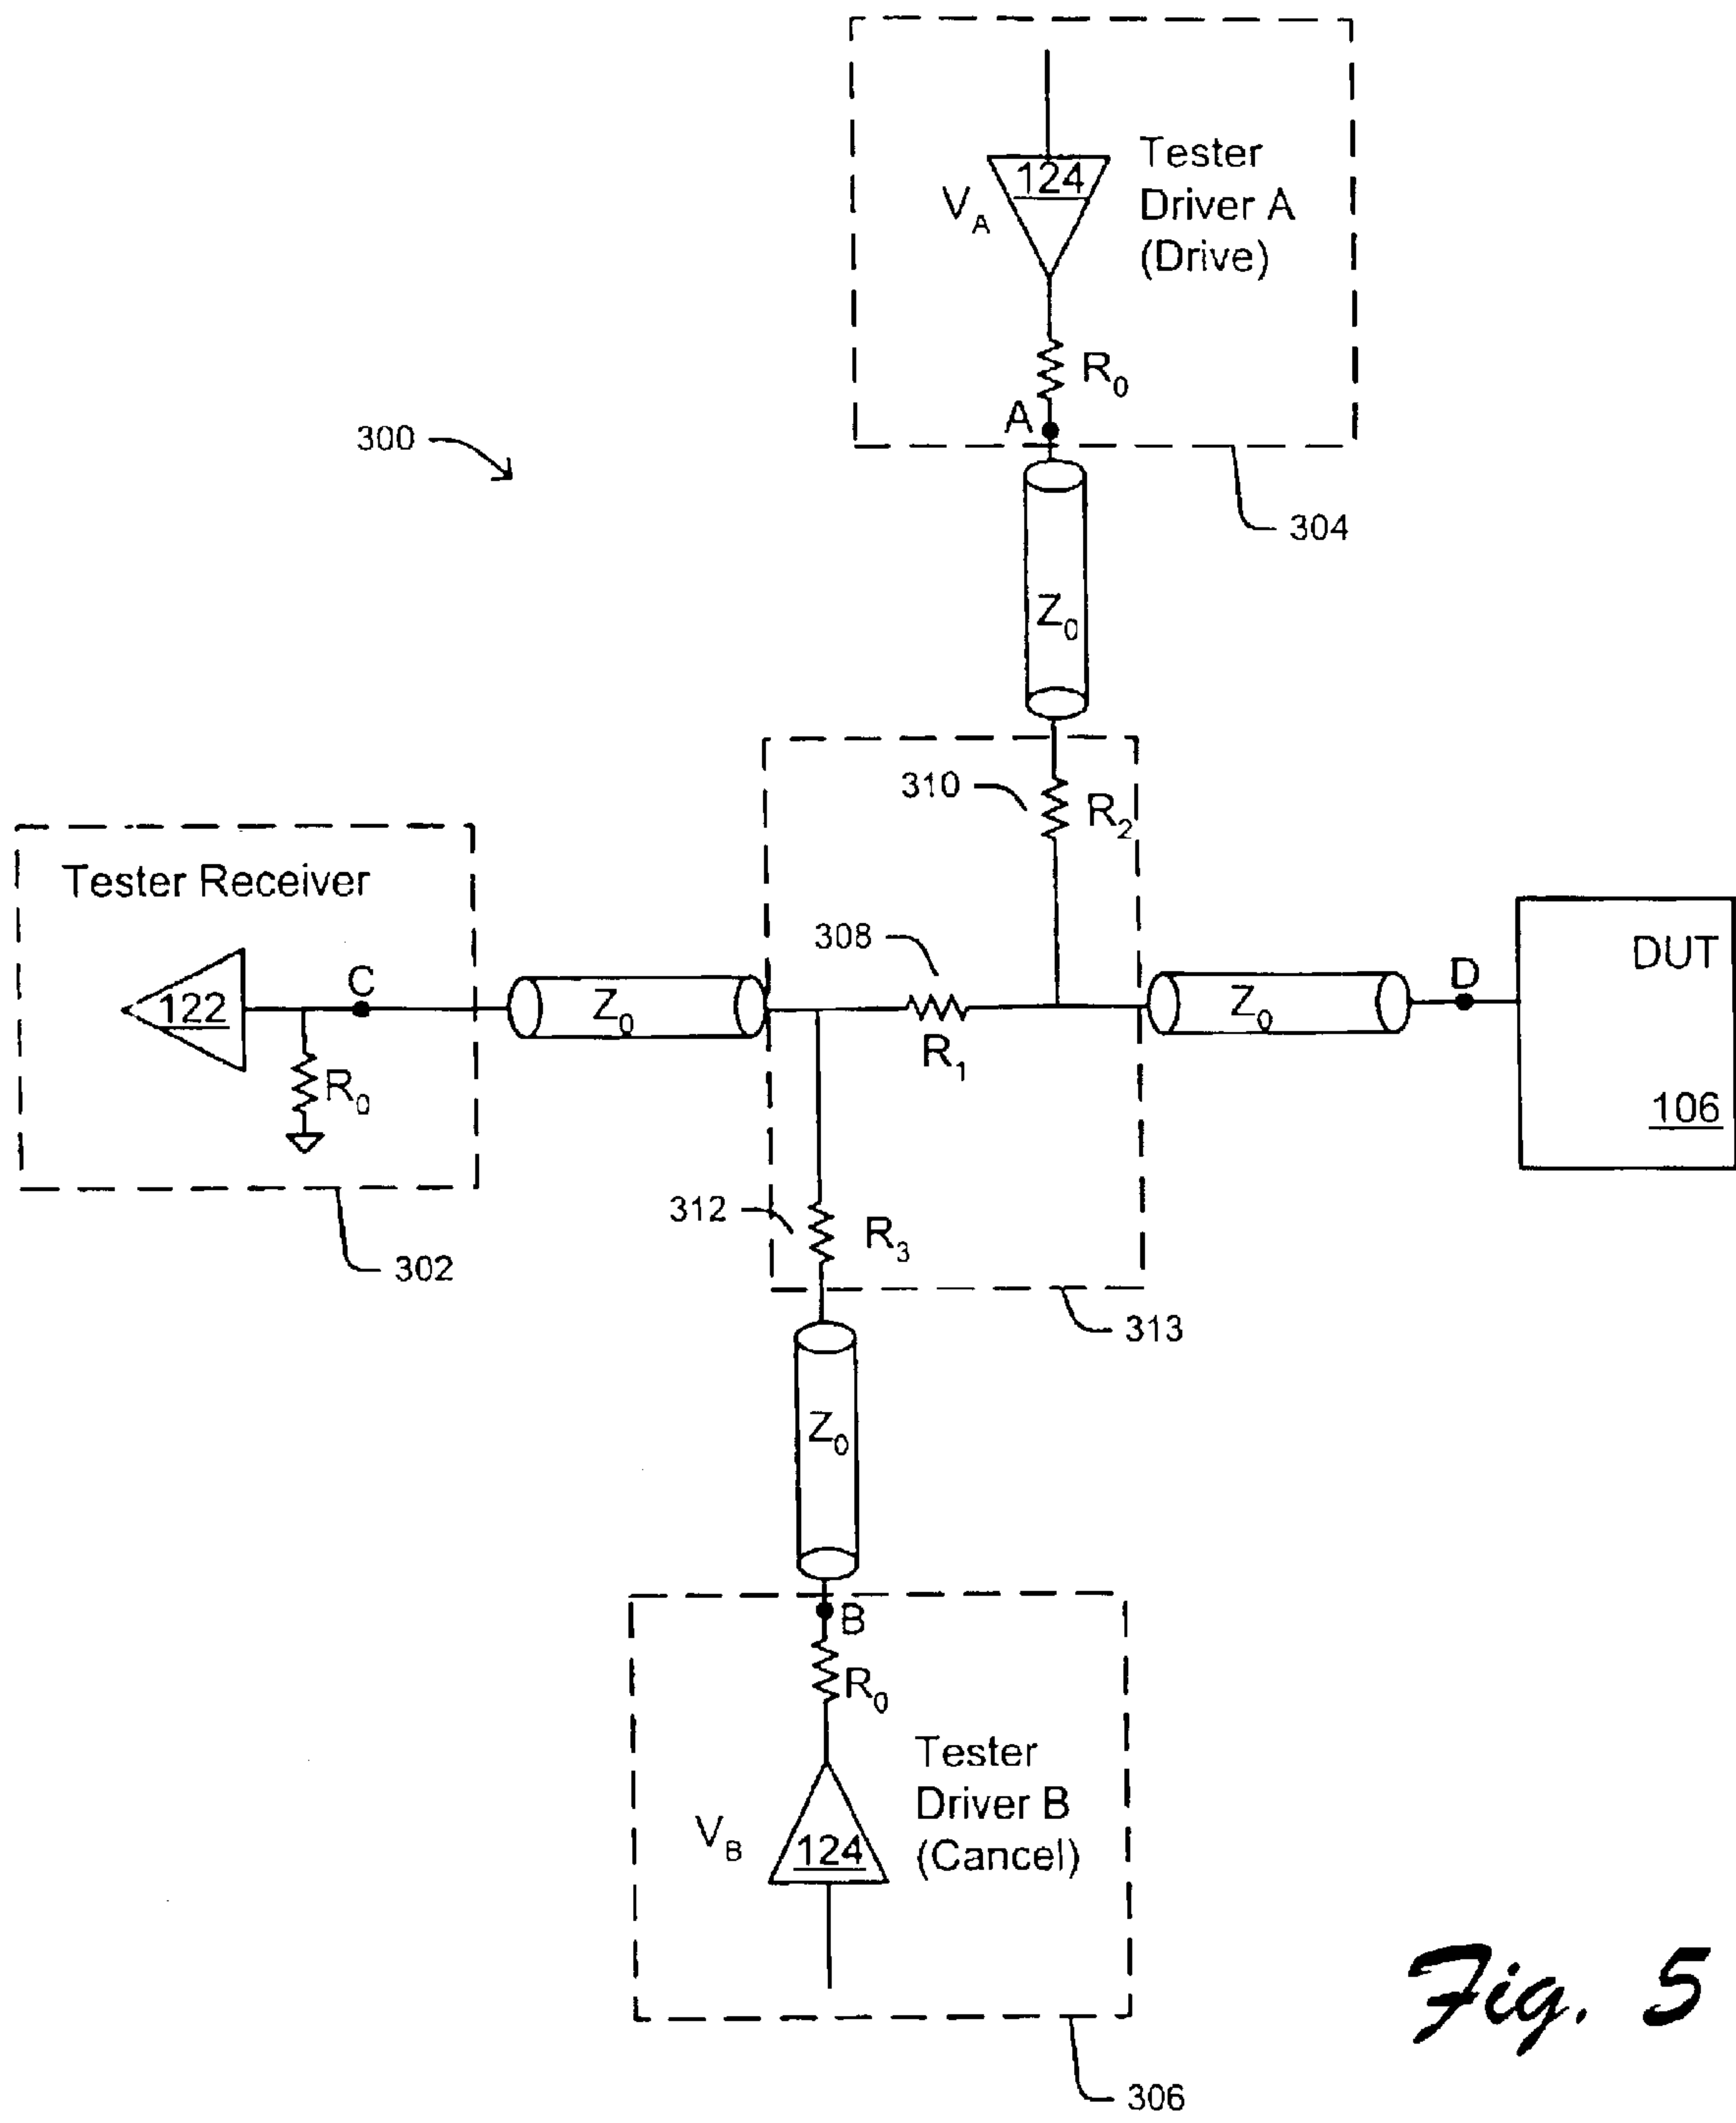 124
V_A
Tester
Driver A
(Drive)
R_0
A
300
304
Z_0
310
R_2
Tester Receiver
308
DUT
C
D
122
Z_0
Z_0
R_1
R_0
106
312
R_3
302
313
Z_0
B
R_0
Tester
Driver B
(Cancel)
V_B
124
Fig. 5
306